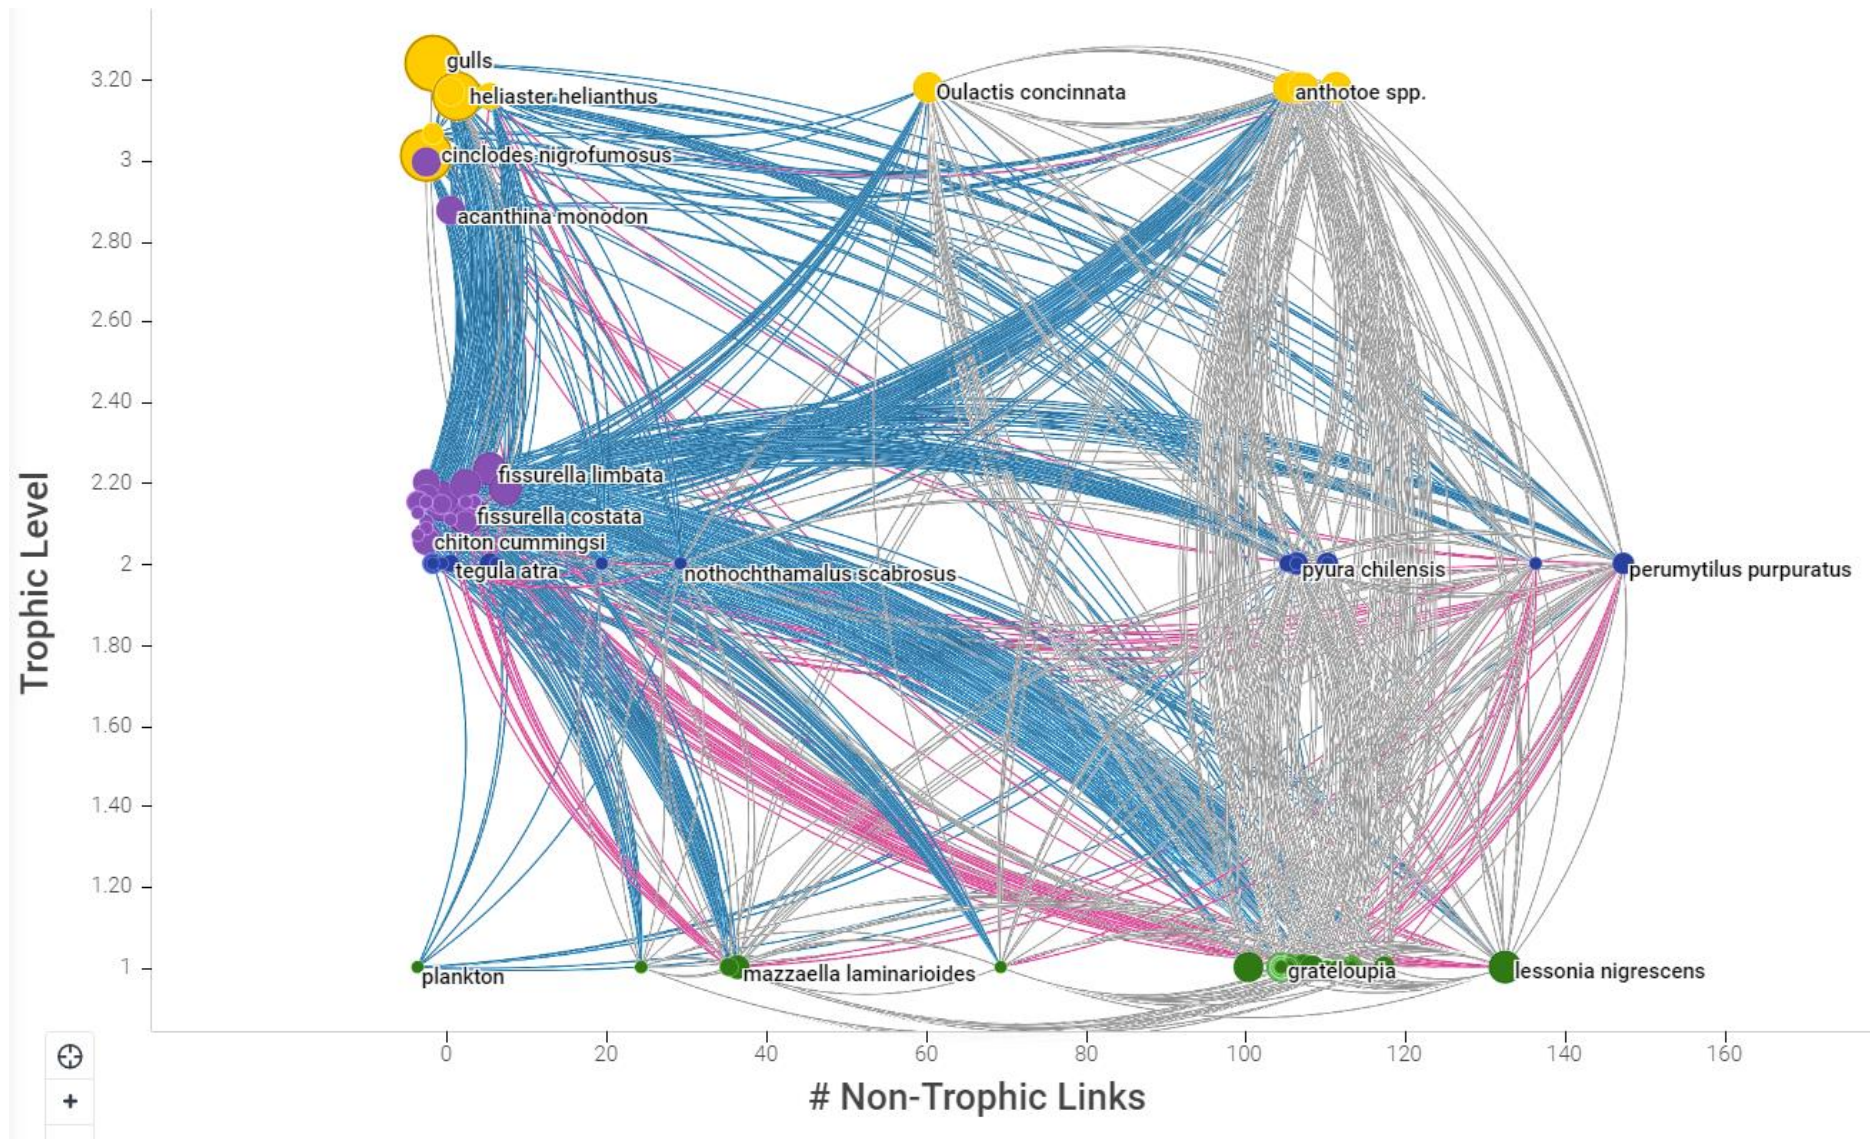 gulls
3.20
heliaster helianthus
Oulactis concinnata
anthotoe spp.
3
cinclodes nigrofumosus
acanthina monodon
2.80
2.60
2.40
2.20
fissurella limbata
fissurella costata
chiton cummingsi
2
tegula atra
nothochthamalus scabrosus
pyura chilensis
perumytilus purpuratus
1.80
1.60
1.40
1.20
1
plankton
mazzaella laminarioides
grateloupia
lessonia nigrescens
Trophic Level
0 20 40 60 80 100 120 140 160
# Non-Trophic Links
+